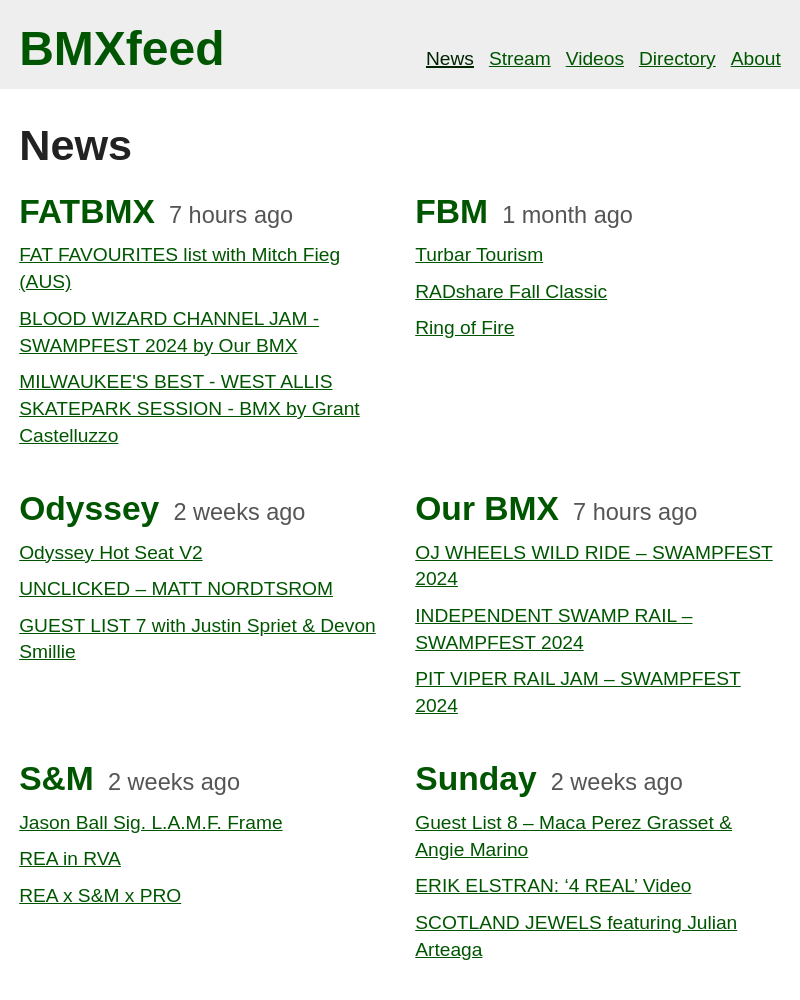 BMXfeed
News Stream Videos Directory About
News
FATBMX 7 hours ago
FAT FAVOURITES list with Mitch Fieg
(AUS)
BLOOD WIZARD CHANNEL JAM -
SWAMPFEST 2024 by Our BMX
MILWAUKEE'S BEST - WEST ALLIS
SKATEPARK SESSION - BMX by Grant
Castelluzzo
FBM 1 month ago
Turbar Tourism
RADshare Fall Classic
Ring of Fire
Odyssey 2 weeks ago
Odyssey Hot Seat V2
UNCLICKED – MATT NORDTSROM
GUEST LIST 7 with Justin Spriet & Devon
Smillie
Our BMX 7 hours ago
OJ WHEELS WILD RIDE – SWAMPFEST
2024
INDEPENDENT SWAMP RAIL –
SWAMPFEST 2024
PIT VIPER RAIL JAM – SWAMPFEST
2024
S&M 2 weeks ago
Jason Ball Sig. L.A.M.F. Frame
REA in RVA
REA x S&M x PRO
Sunday 2 weeks ago
Guest List 8 – Maca Perez Grasset &
Angie Marino
ERIK ELSTRAN: ‘4 REAL’ Video
SCOTLAND JEWELS featuring Julian
Arteaga